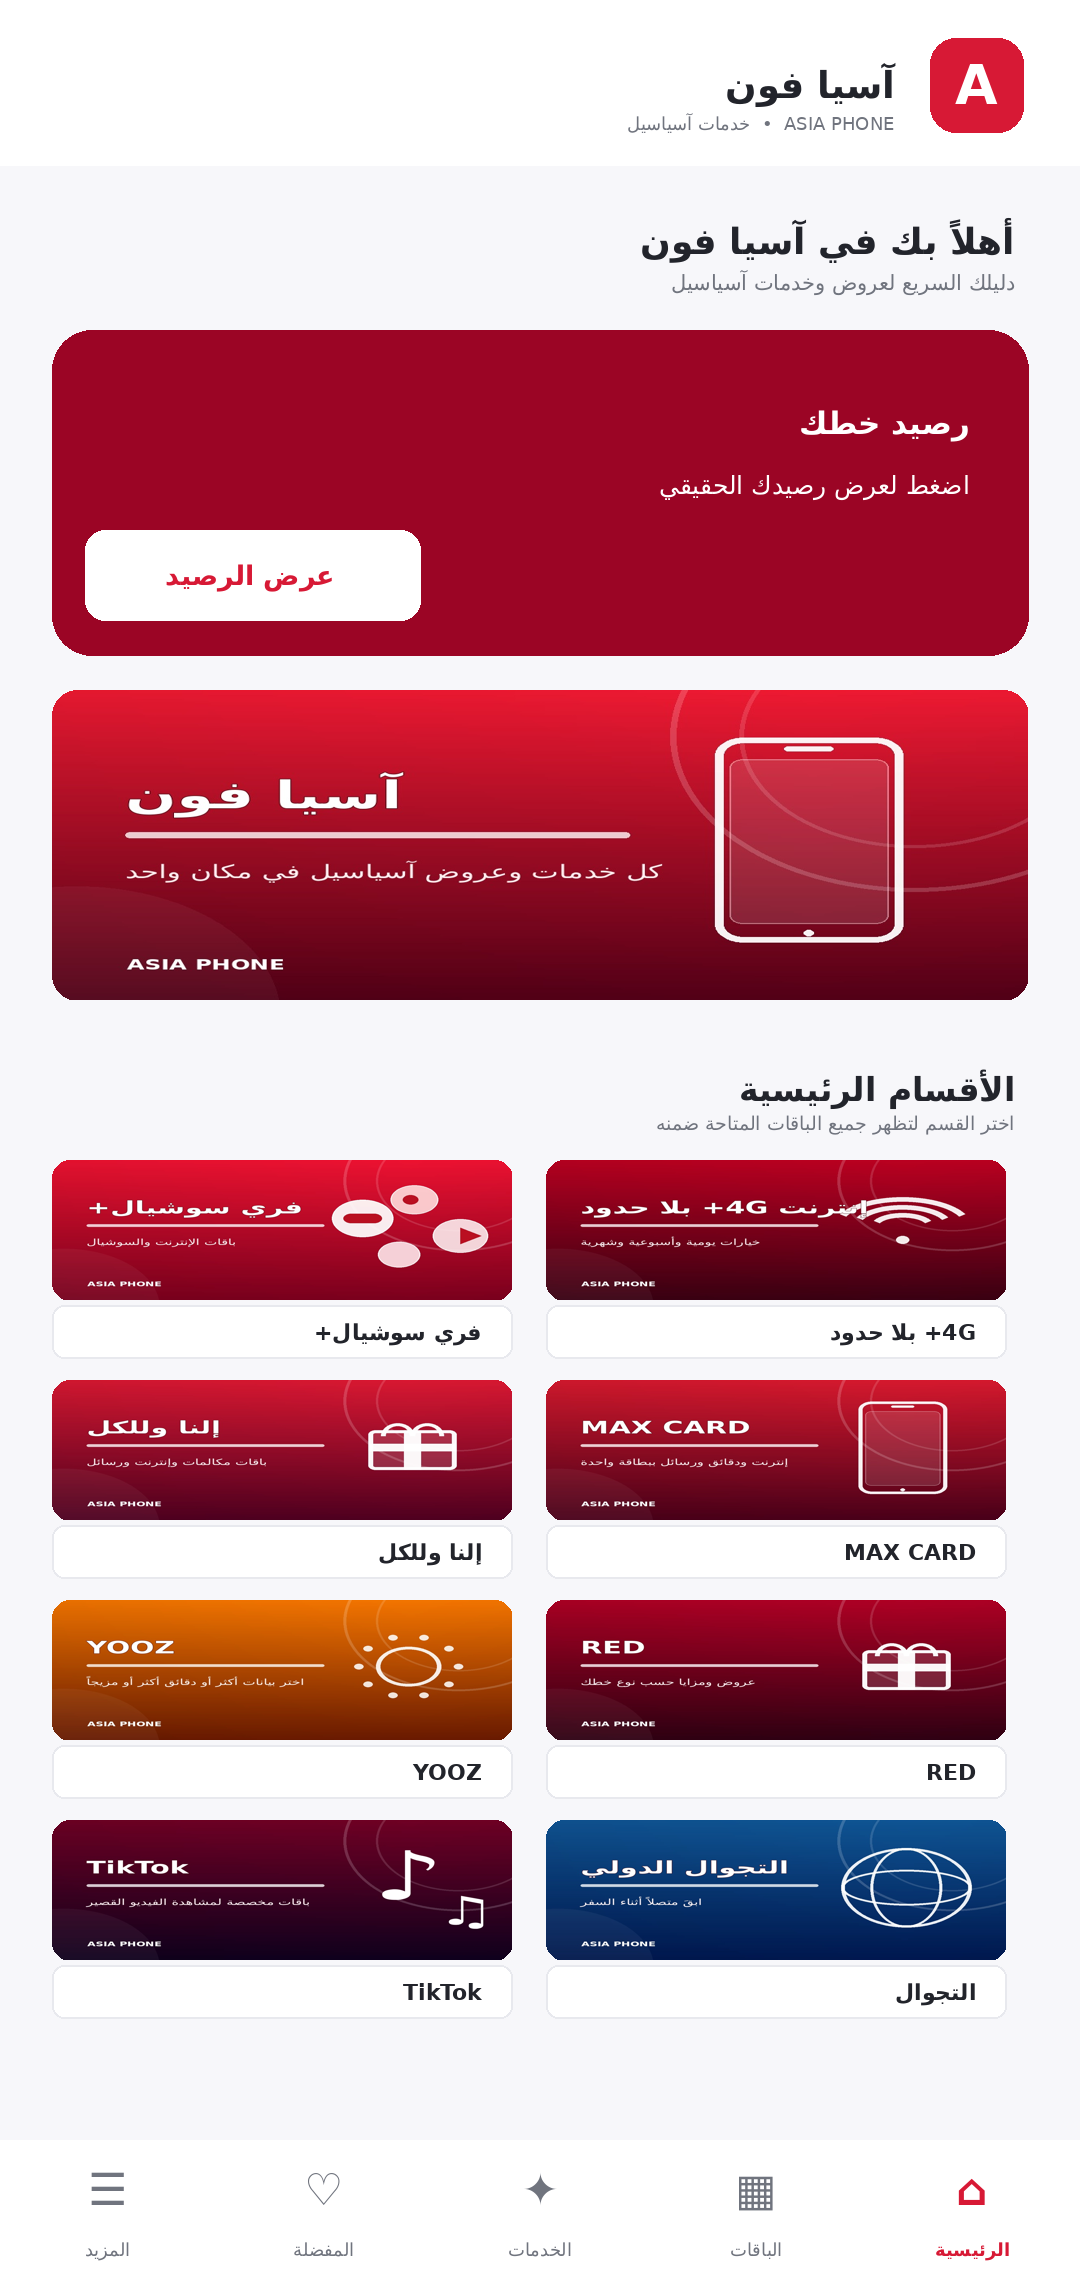 A
آسيا فون
ASIA PHONE • خدمات آسياسيل
أهلاً بك في آسيا فون
دليلك السريع لعروض وخدمات آسياسيل
رصيد خطك
اضغط لعرض رصيدك الحقيقي
عرض الرصيد
آسيا فون
كل خدمات وعروض آسياسيل في مكان واحد
ASIA PHONE
الأقسام الرئيسية
اختر القسم لتظهر جميع الباقات المتاحة ضمنه
إنترنت 4G+ بلا حدود
خيارات يومية وأسبوعية وشهرية
ASIA PHONE
4G+ بلا حدود
فري سوشيال+
باقات الإنترنت والسوشيال
ASIA PHONE
فري سوشيال+
MAX CARD
إنترنت ودقائق ورسائل ببطاقة واحدة
ASIA PHONE
MAX CARD
إلنا وللكل
باقات مكالمات وإنترنت ورسائل
ASIA PHONE
إلنا وللكل
RED
عروض ومزايا حسب نوع خطك
ASIA PHONE
RED
YOOZ
اختر بيانات أكثر أو دقائق أكثر أو مزيجاً
ASIA PHONE
YOOZ
التجوال الدولي
ابقَ متصلاً أثناء السفر
ASIA PHONE
التجوال
TikTok
باقات مخصصة لمشاهدة الفيديو القصير
ASIA PHONE
TikTok
الرئيسية
الباقات
الخدمات
المفضلة
المزيد